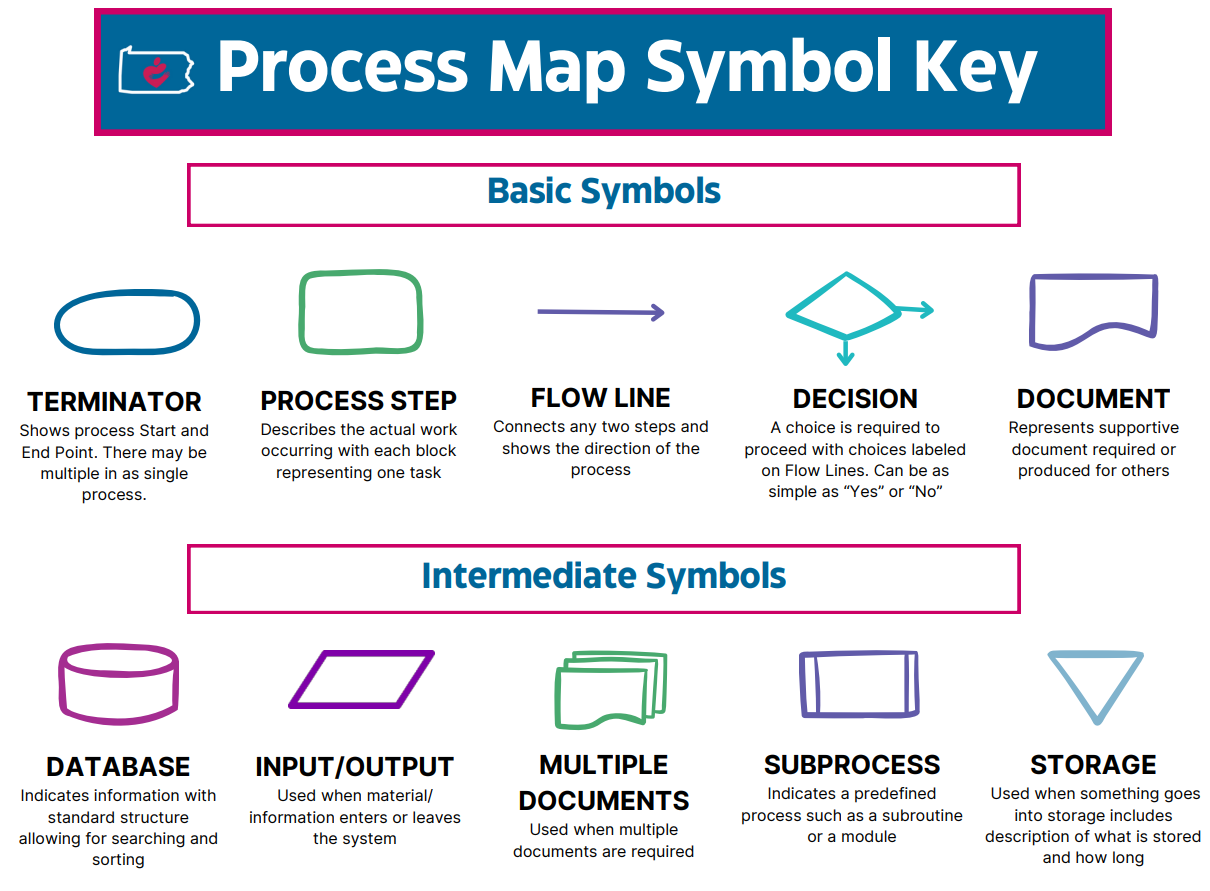 Process Map Symbol Key
Basic Symbols
TERMINATOR
Shows process Start and
End Point. There may be
multiple in as single
process.
PROCESS STEP
Describes the actual work
occurring with each block
representing one task
FLOW LINE
Connects any two steps and
shows the direction of the
process
DECISION
A choice is required to
proceed with choices labeled
on Flow Lines. Can be as
simple as “Yes” or “No”
DOCUMENT
Represents supportive
document required or
produced for others
Intermediate Symbols
DATABASE
Indicates information with
standard structure
allowing for searching and
sorting
INPUT/OUTPUT
Used when material/
information enters or leaves
the system
MULTIPLE
DOCUMENTS
Used when multiple
documents are required
SUBPROCESS
Indicates a predefined
process such as a subroutine
or a module
STORAGE
Used when something goes
into storage includes
description of what is stored
and how long